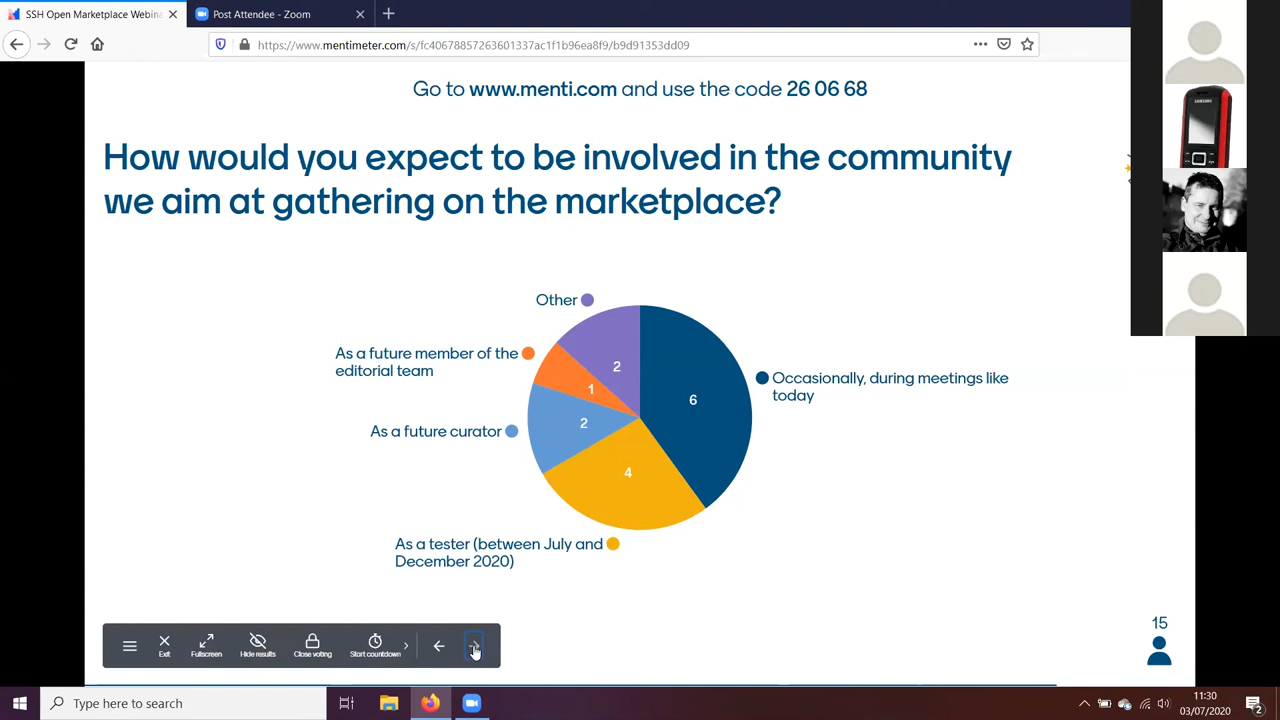 SSH Open Marketplace Webina
Post Attendee - Zoom
https://www.mentimeter.com/s/fc40678857263601337ac1f1b96ea8f9/b9d91353dd09
Go to www.menti.com and use the code 26 06 68
How would you expect to be involved in the community
we aim at gathering on the marketplace?
SAMSUNG
Other
As a future member of the
editorial team
As a future curator
As a tester (between July and
December 2020)
Occasionally, during meetings like
today
2
1
2
4
6
15
Exit
Fullscreen
Hide results
Close voting
Start countdown
Type here to search
11:30
03/07/2020
2